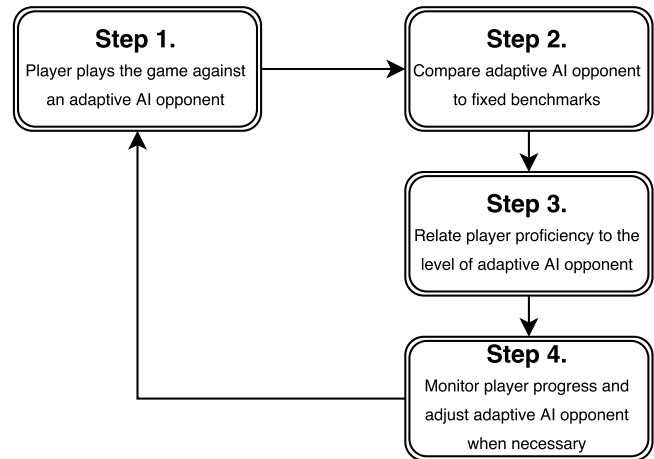 Step 1.
Player plays the game against
an adaptive AI opponent
Step 2.
Compare adaptive AI opponent
to fixed benchmarks
Step 3.
Relate player proficiency to the
level of adaptive AI opponent
Step 4.
Monitor player progress and
adjust adaptive AI opponent
when necessary